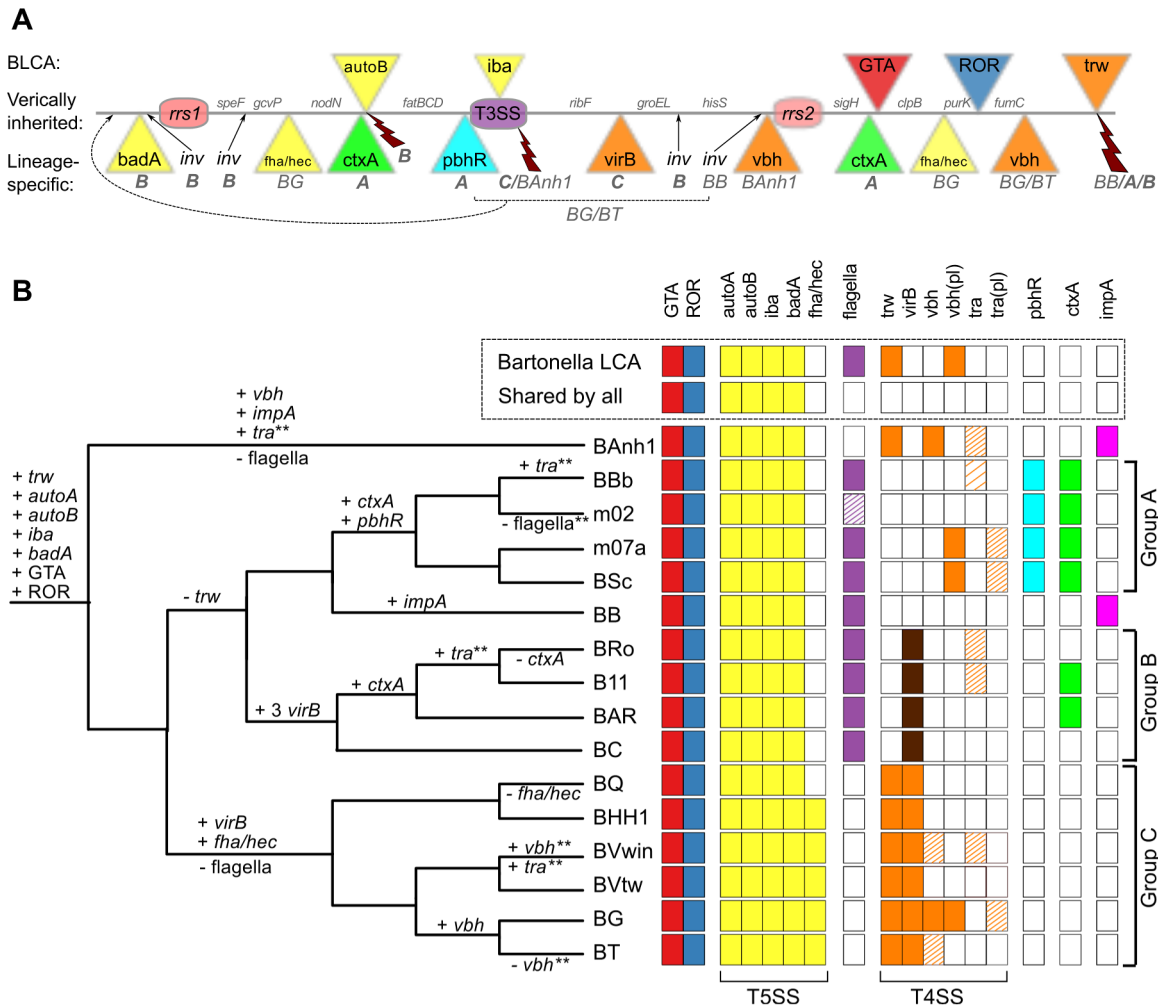 A
BLCA:
autoB
iba
GTA
ROR
trw
Verically
inherited:
rrs1
speF
gcvP
nodN
fatBCD
T3SS
ribF
groEL
hisS
rrs2
sigH
clpB
purK
fumC
Lineage-
specific:
badA
inv
inv
fha/hec
ctxA
B
pbhR
virB
inv
inv
vbh
ctxA
fha/hec
vbh
B
B
B
BG
A
A
C/BAnh1
C
B
BB
BAnh1
A
BG
BG/BT
BB/A/B
BG/BT
B
GTA
ROR
autoA
autoB
iba
badA
fha/hec
flagella
trw
virB
vbh
vbh(pl)
tra
tra(pl)
pbhR
ctxA
impA
Bartonella LCA
Shared by all
+ vbh
+ impA
+ tra**
- flagella
BAnh1
+ trw
+ autoA
+ autoB
+ iba
+ badA
+ GTA
+ ROR
+ tra**
BBb
+ ctxA
+ pbhR
- flagella**
m02
m07a
BSc
Group A
- trw
+ impA
BB
BRo
+ tra**
- ctxA
B11
+ ctxA
+ 3 virB
BAR
BC
Group B
BQ
- fha/hec
BHH1
+ virB
+ fha/hec
- flagella
+ vbh**
BVwin
+ tra**
BVtw
+ vbh
BG
- vbh**
BT
Group C
T5SS
T4SS